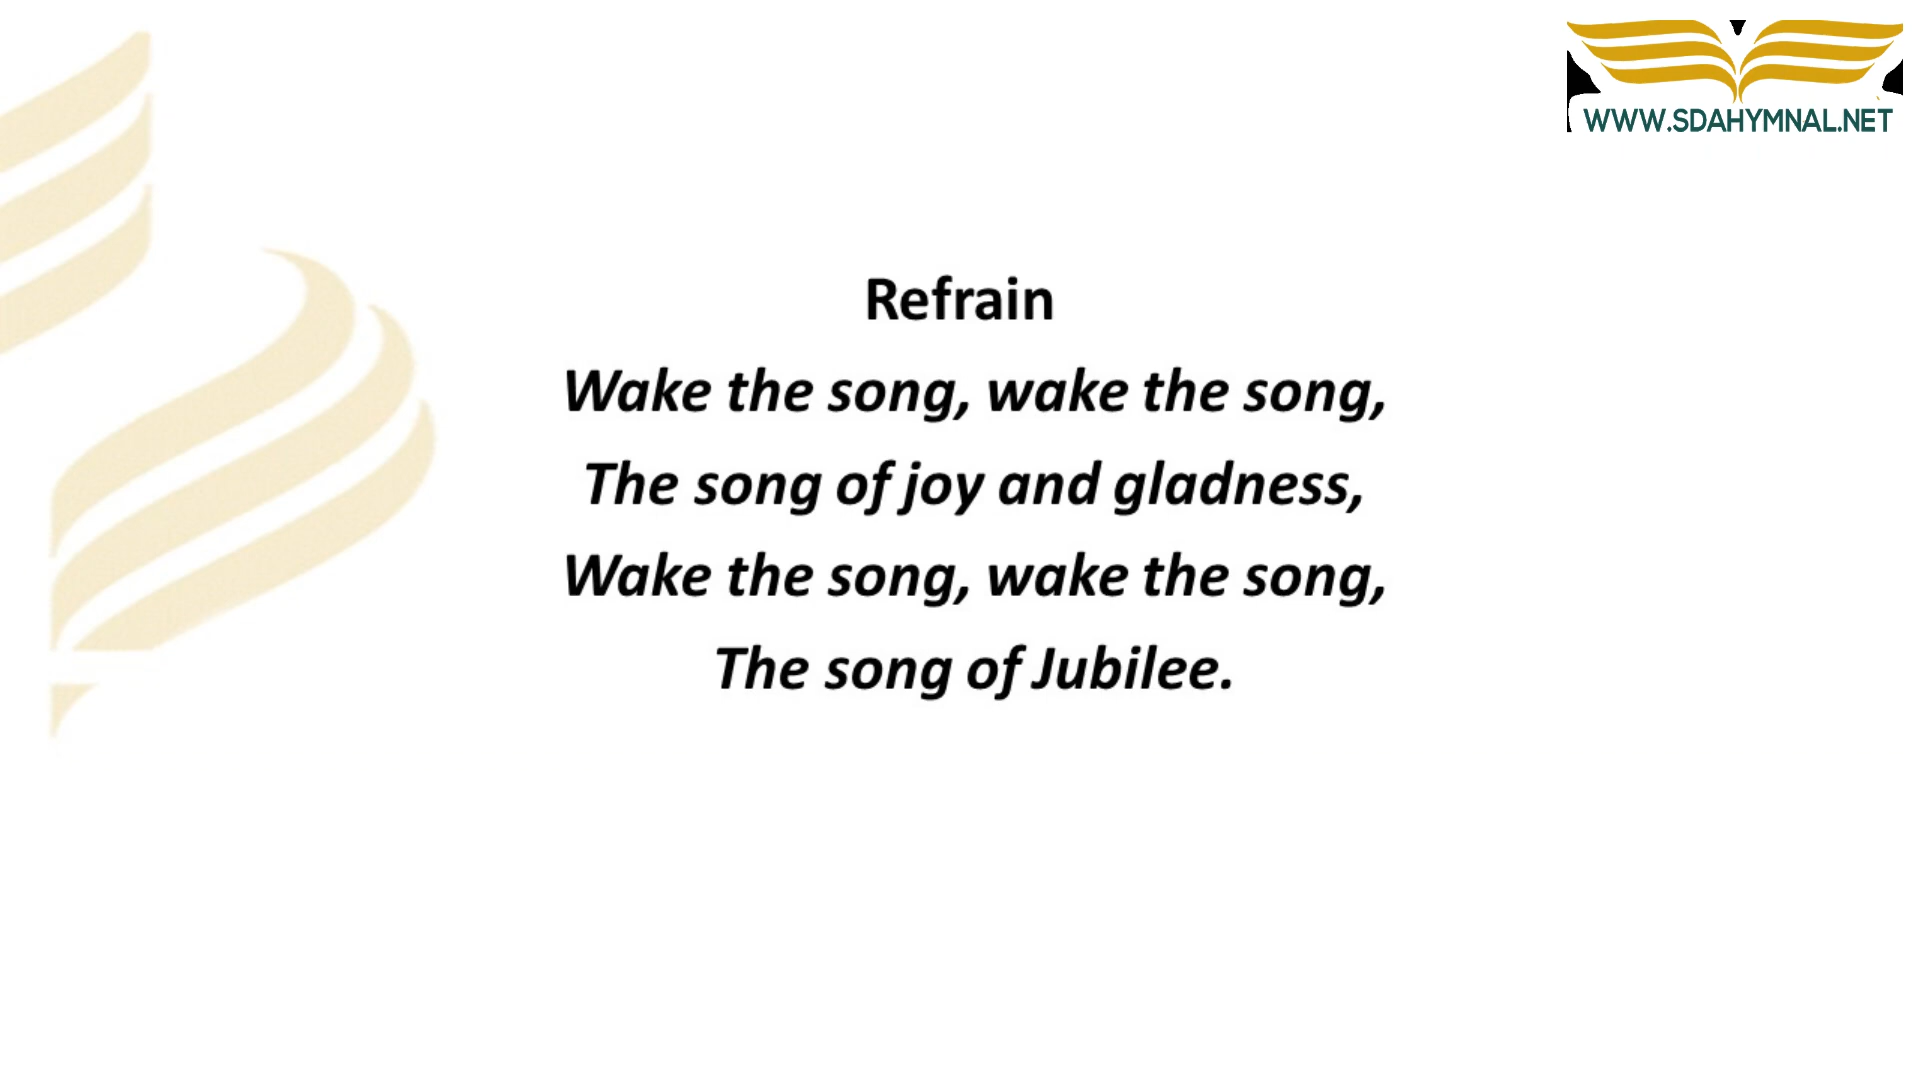 WWW.SDAHYMNAL.NET
Refrain
Wake the song, wake the song,
The song of joy and gladness,
Wake the song, wake the song,
The song of Jubilee.